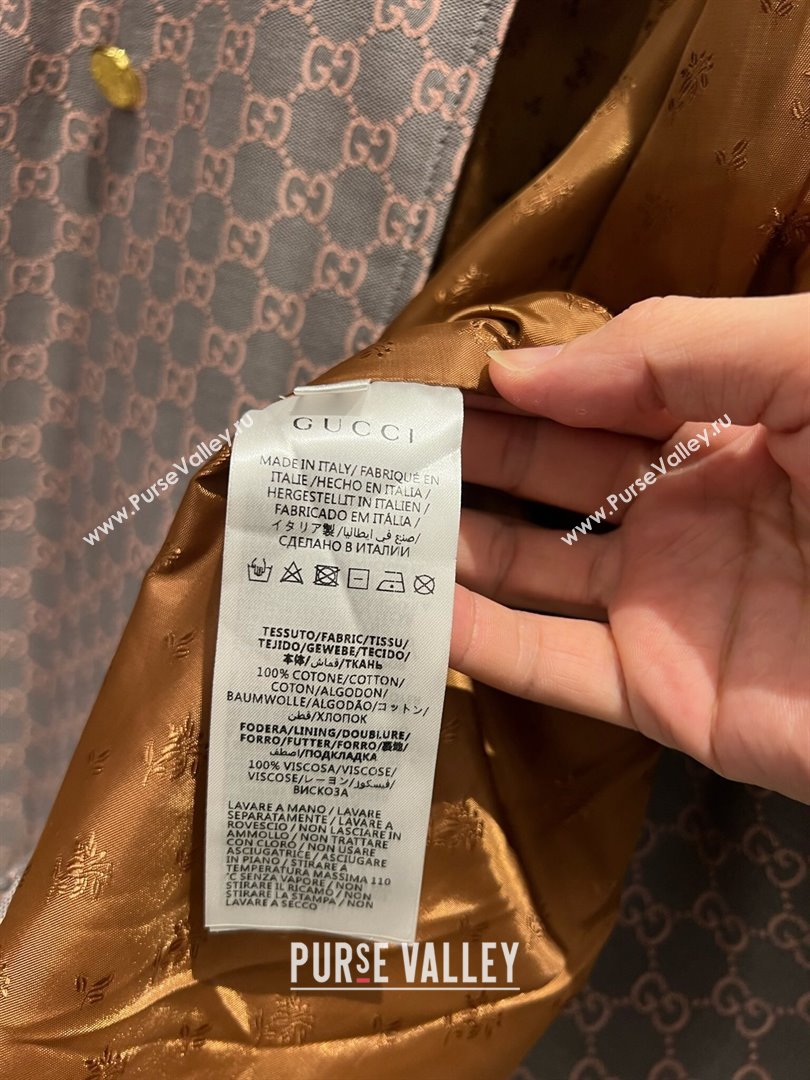 GUCCI
MADE IN ITALY/ FABRIQUÉ EN
ITALIE /HECHO EN ITALIA /
HERGESTELLT IN ITALIEN /
FABRICADO EM ITÁLIA /
イタリア製 /صنع في ايطاليا/
СДЕЛАНО В ИТАЛИИ
TESSUTO/FABRIC/TISSU/
TEJIDO/GEWEBE/TECIDO/
本体/قماش/ТКАНЬ
100% COTONE/COTTON/
COTON/ALGODON/
BAUMWOLLE/ALGODÃO/コットン/
قطن/ХЛОПОК
FODERA/LINING/DOUBLURE/
FORRO/FUTTER/FORRO/裏地/
ПОДКЛАДКА
100% VISCOSA/VISCOSE/
VISCOSE/レーヨン/فيسكوز/
ВИСКОЗА
LAVARE A MANO / LAVARE
SEPARATAMENTE / LAVARE A
ROVESCIO / NON LASCIARE IN
AMMOLLO / NON TRATTARE
CON CLORO / NON USARE
ASCIUGATRICE / ASCIUGARE
IN PIANO / STIRARE A
TEMPERATURA MASSIMA 110
°C SENZA VAPORE / NON
STIRARE IL RICAMO / NON
STIRARE LA STAMPA / NON
LAVARE A SECCO
www.PurseValley.ru
www.PurseValley.ru
PURSE VALLEY